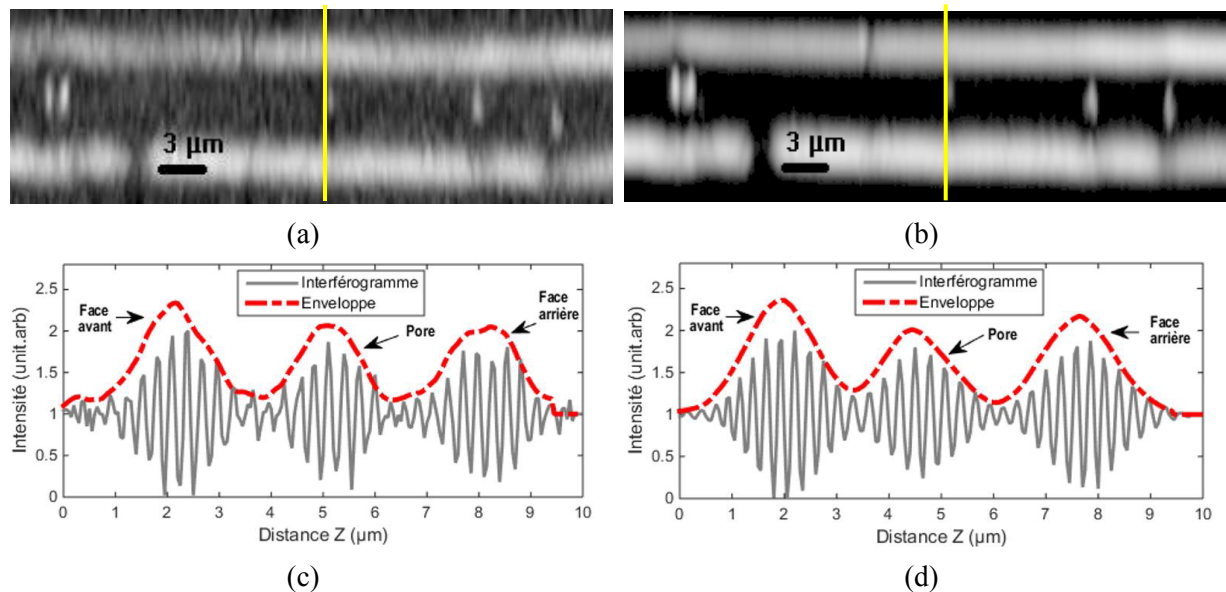 3 µm
3 µm
(a)
(b)
Interférogramme
Enveloppe
Face
avant
Pore
Face
arrière
Intensité (unit.arb)
2.5
2
1.5
1
0.5
0
0 1 2 3 4 5 6 7 8 9 10
Distance Z (µm)
(c)
Interférogramme
Enveloppe
Face
avant
Pore
Face
arrière
Intensité (unit.arb)
2.5
2
1.5
1
0.5
0
0 1 2 3 4 5 6 7 8 9 10
Distance Z (µm)
(d)